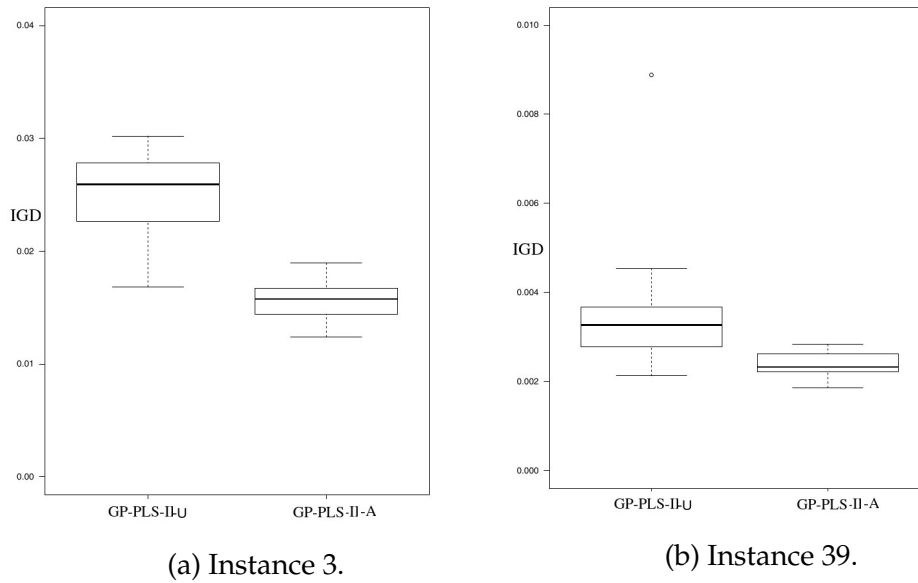 0.04
0.03
IGD
0.02
0.01
0.00
GP-PLS-II-U
GP-PLS-II-A
(a) Instance 3.
0.010
0.008
0.006
IGD
0.004
0.002
0.000
GP-PLS-II-U
GP-PLS-II-A
(b) Instance 39.